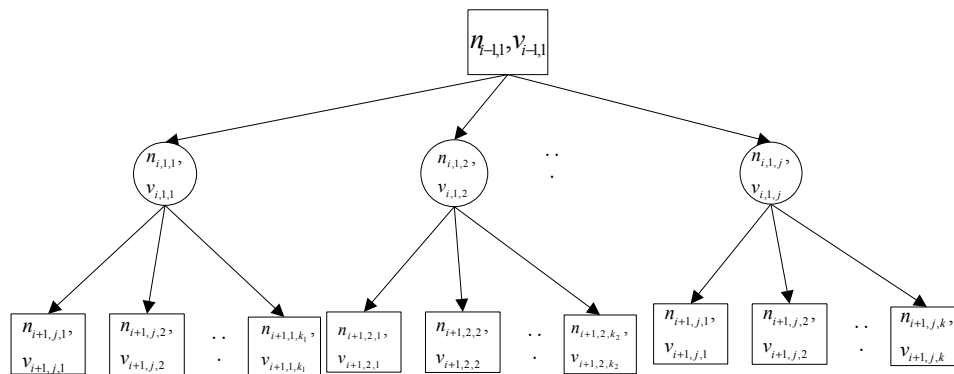 n_{i-1,1}, v_{i-1,1}
n_{i,1,1},
v_{i,1,1}
n_{i,1,2},
v_{i,1,2}
n_{i,1,j},
v_{i,1,j}
n_{i+1,j,1},
v_{i+1,j,1}
n_{i+1,j,2},
v_{i+1,j,2}
n_{i+1,1,k_1},
v_{i+1,1,k_1}
n_{i+1,2,1},
v_{i+1,2,1}
n_{i+1,2,2},
v_{i+1,2,2}
n_{i+1,2,k_2},
v_{i+1,2,k_2}
n_{i+1,j,1},
v_{i+1,j,1}
n_{i+1,j,2},
v_{i+1,j,2}
n_{i+1,j,k},
v_{i+1,j,k}